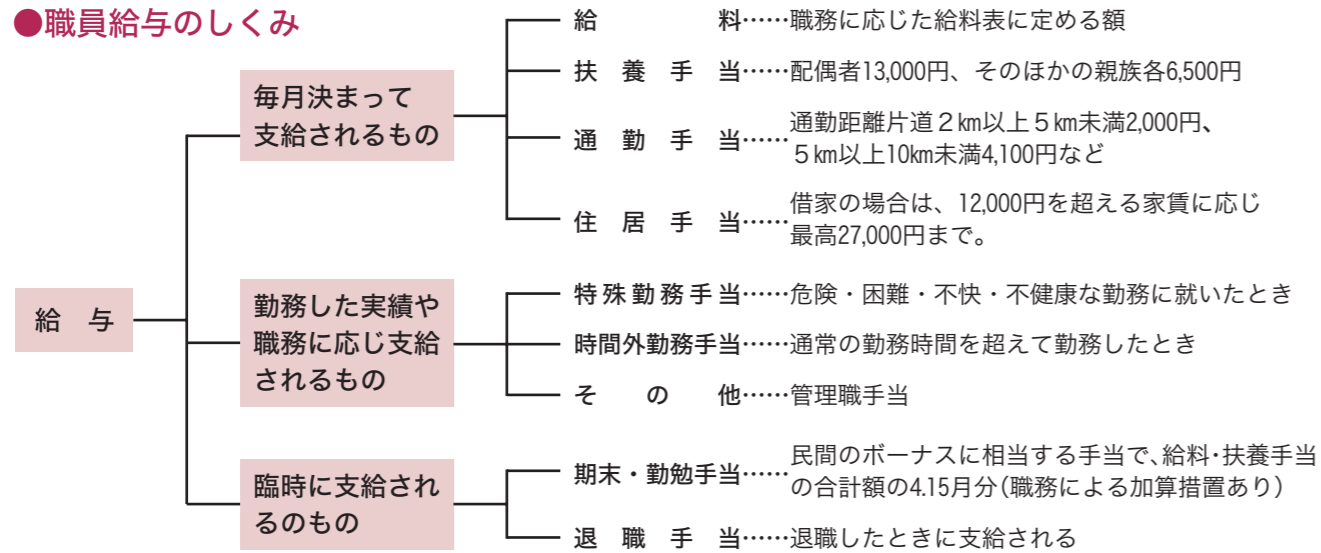 ●職員給与のしくみ
給与
毎月決まって
支給されるもの
給料……職務に応じた給料表に定める額
扶養手当……配偶者13,000円、そのほかの親族各6,500円
通勤手当……通勤距離片道2㎞以上5㎞未満2,000円、
5㎞以上10㎞未満4,100円など
住居手当……借家の場合は、12,000円を超える家賃に応じ
最高27,000円まで。
勤務した実績や
職務に応じ支給
されるもの
特殊勤務手当……危険・困難・不快・不健康な勤務に就いたとき
時間外勤務手当……通常の勤務時間を超えて勤務したとき
その他……管理職手当
臨時に支給され
るのもの
期末・勤勉手当……民間のボーナスに相当する手当で、給料・扶養手当
の合計額の4.15月分(職務による加算措置あり)
退職手当……退職したときに支給される